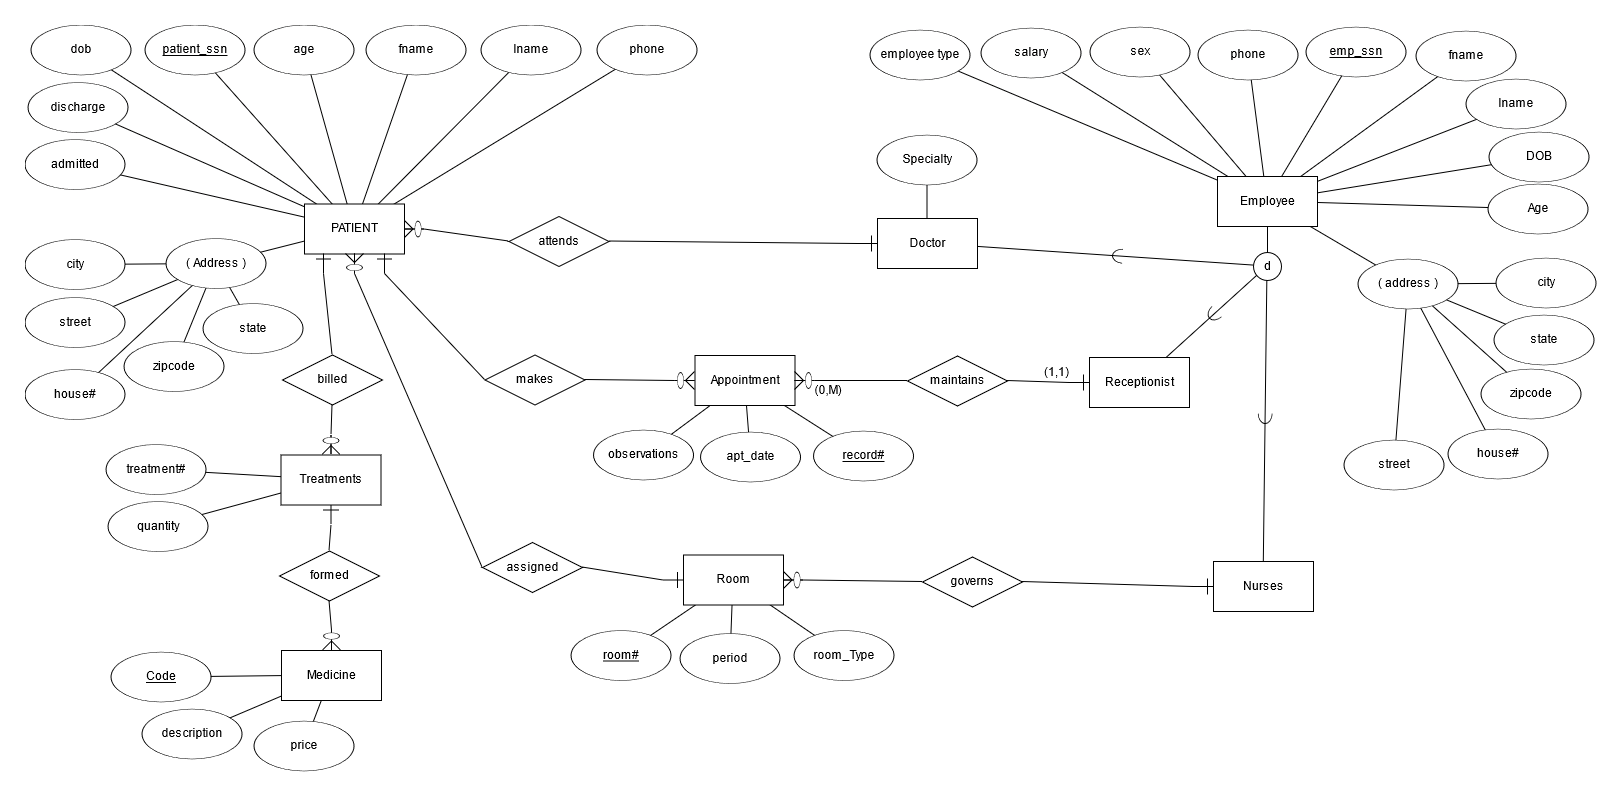 dob
patient_ssn
age
fname
lname
phone
employee type
salary
sex
phone
emp_ssn
fname
discharge
lname
admitted
Specialty
DOB
Employee
Age
PATIENT
attends
Doctor
city
( Address )
d
( address )
city
street
state
state
zipcode
house#
billed
makes
Appointment
(0,M)
maintains
(1,1)
Receptionist
zipcode
observations
apt_date
record#
street
house#
treatment#
Treatments
quantity
formed
assigned
Room
governs
Nurses
room#
period
room_Type
Code
Medicine
description
price